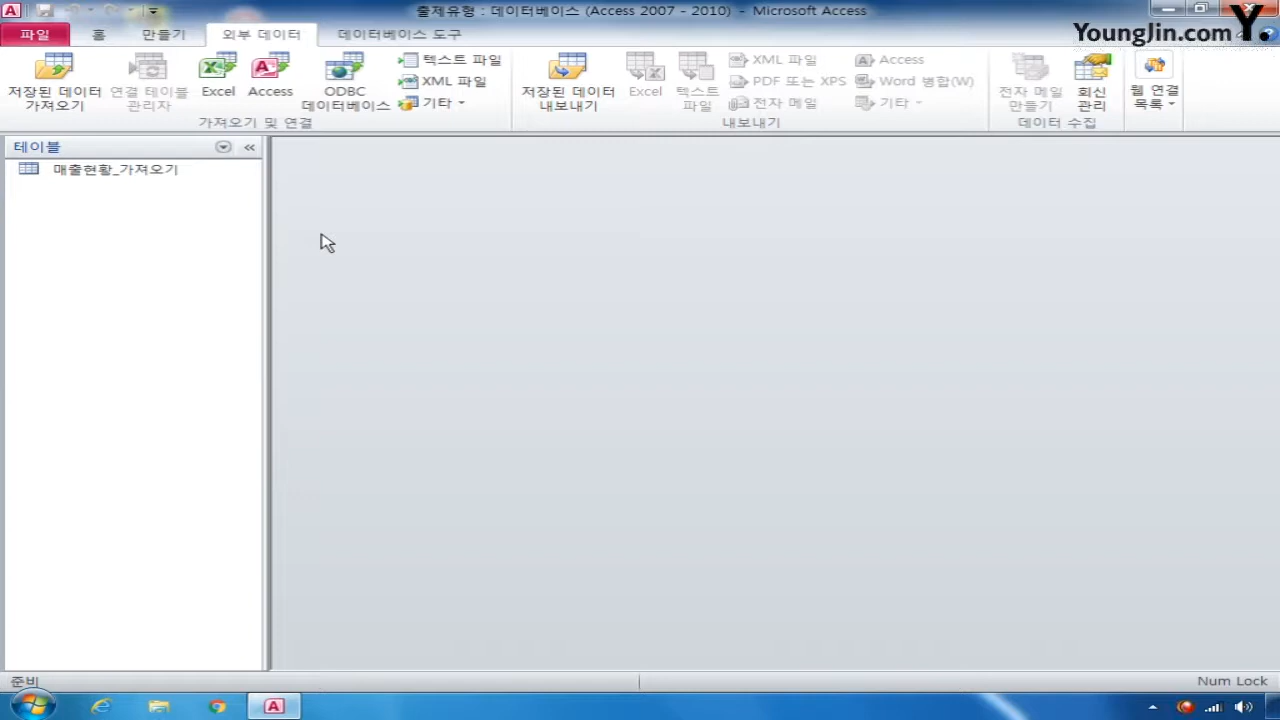 출제유형 : 데이터베이스 (Access 2007 - 2010) - Microsoft Access
YoungJin.com Y.
파일 홈 만들기 외부 데이터 데이터베이스 도구
저장된 데이터 가져오기
연결 테이블 관리자
Excel
Access
ODBC 데이터베이스
텍스트 파일
XML 파일
기타
가져오기 및 연결
저장된 데이터 내보내기
Excel
텍스트 파일
XML 파일
PDF 또는 XPS
전자 메일
Access
Word 병합(W)
기타
내보내기
전자 메일 만들기
회신 관리
데이터 수집
웹 연결 목록
테이블
매출현황_가져오기
준비
Num Lock